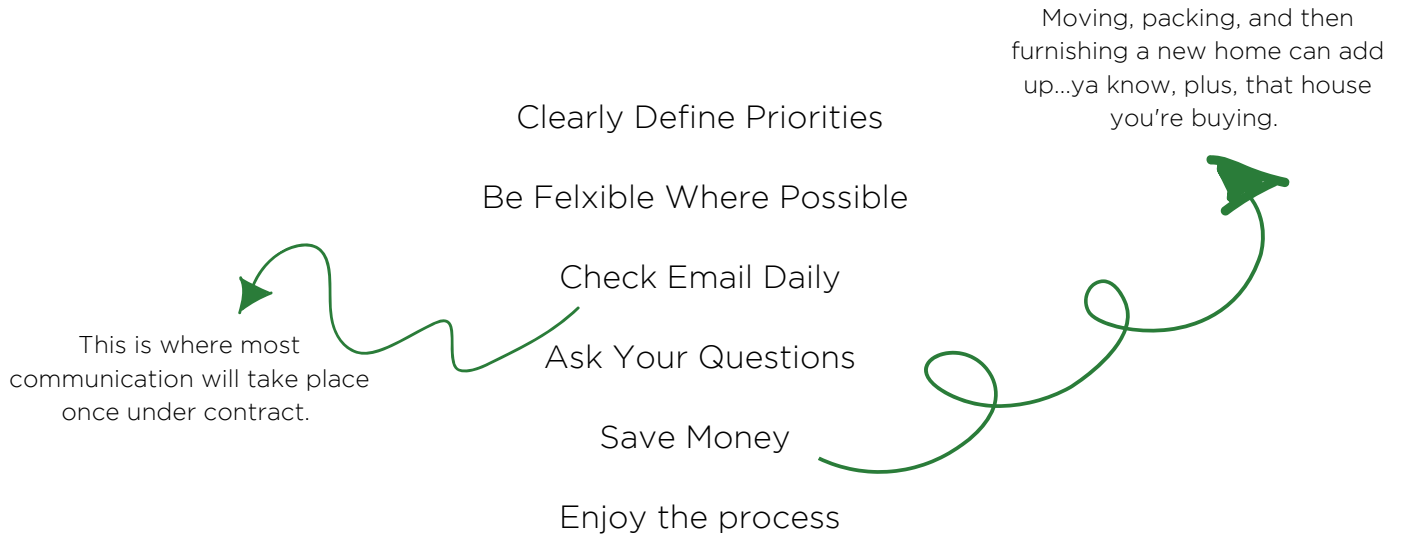 Moving, packing, and then
furnishing a new home can add
up...ya know, plus, that house
you're buying.
Clearly Define Priorities
Be Felxible Where Possible
Check Email Daily
This is where most
communication will take place
once under contract.
Ask Your Questions
Save Money
Enjoy the process